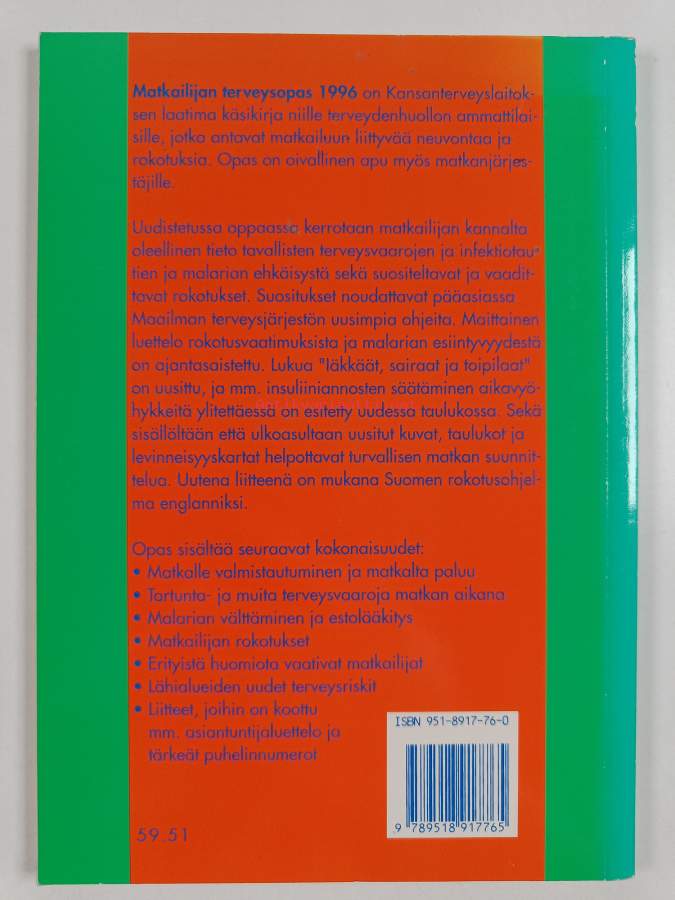 Matkailijan terveysopas 1996 on Kansanterveyslaitok-
sen laatima käsikirja niille terveydenhuollon ammattilai-
sille, jotka antavat matkailuun liittyvää neuvontaa ja
rokotuksia. Opas on oivallinen apu myös matkanjärjes-
täjille.
Uudistetussa oppaassa kerrotaan matkailijan kannalta
oleellinen tieto tavallisten terveysvaarojen ja infektiotau-
tien ja malarian ehkäisystä sekä suositeltavat ja vaadit-
tavat rokotukset. Suositukset noudattavat pääasiassa
Maailman terveysjärjestön uusimpia ohjeita. Maittainen
luettelo rokotusvaatimuksista ja malarian esiintyvyydestä
on ajantasaistettu. Lukua "Iäkkäät, sairaat ja toipilaat"
on uusittu, ja mm. insuliiniannosten säätäminen aikavyö-
hykkeitä ylitettäessä on esitetty uudessa taulukossa. Sekä
sisällöltään että ulkoasultaan uusitut kuvat, taulukot ja
levinneisyyskartat helpottavat turvallisen matkan suunnit-
telua. Uutena liitteenä on mukana Suomen rokotusohjel-
ma englanniksi.
Opas sisältää seuraavat kokonaisuudet:
• Matkalle valmistautuminen ja matkalta paluu
• Tartunta- ja muita terveysvaaroja matkan aikana
• Malarian välttäminen ja estolääkitys
• Matkailijan rokotukset
• Erityistä huomiota vaativat matkailijat
• Lähialueiden uudet terveysriskit
• Liitteet, joihin on koottu
mm. asiantuntijaluettelo ja
tärkeät puhelinnumerot
ISBN 951-8917-76-0
9 789518 917765
59.51